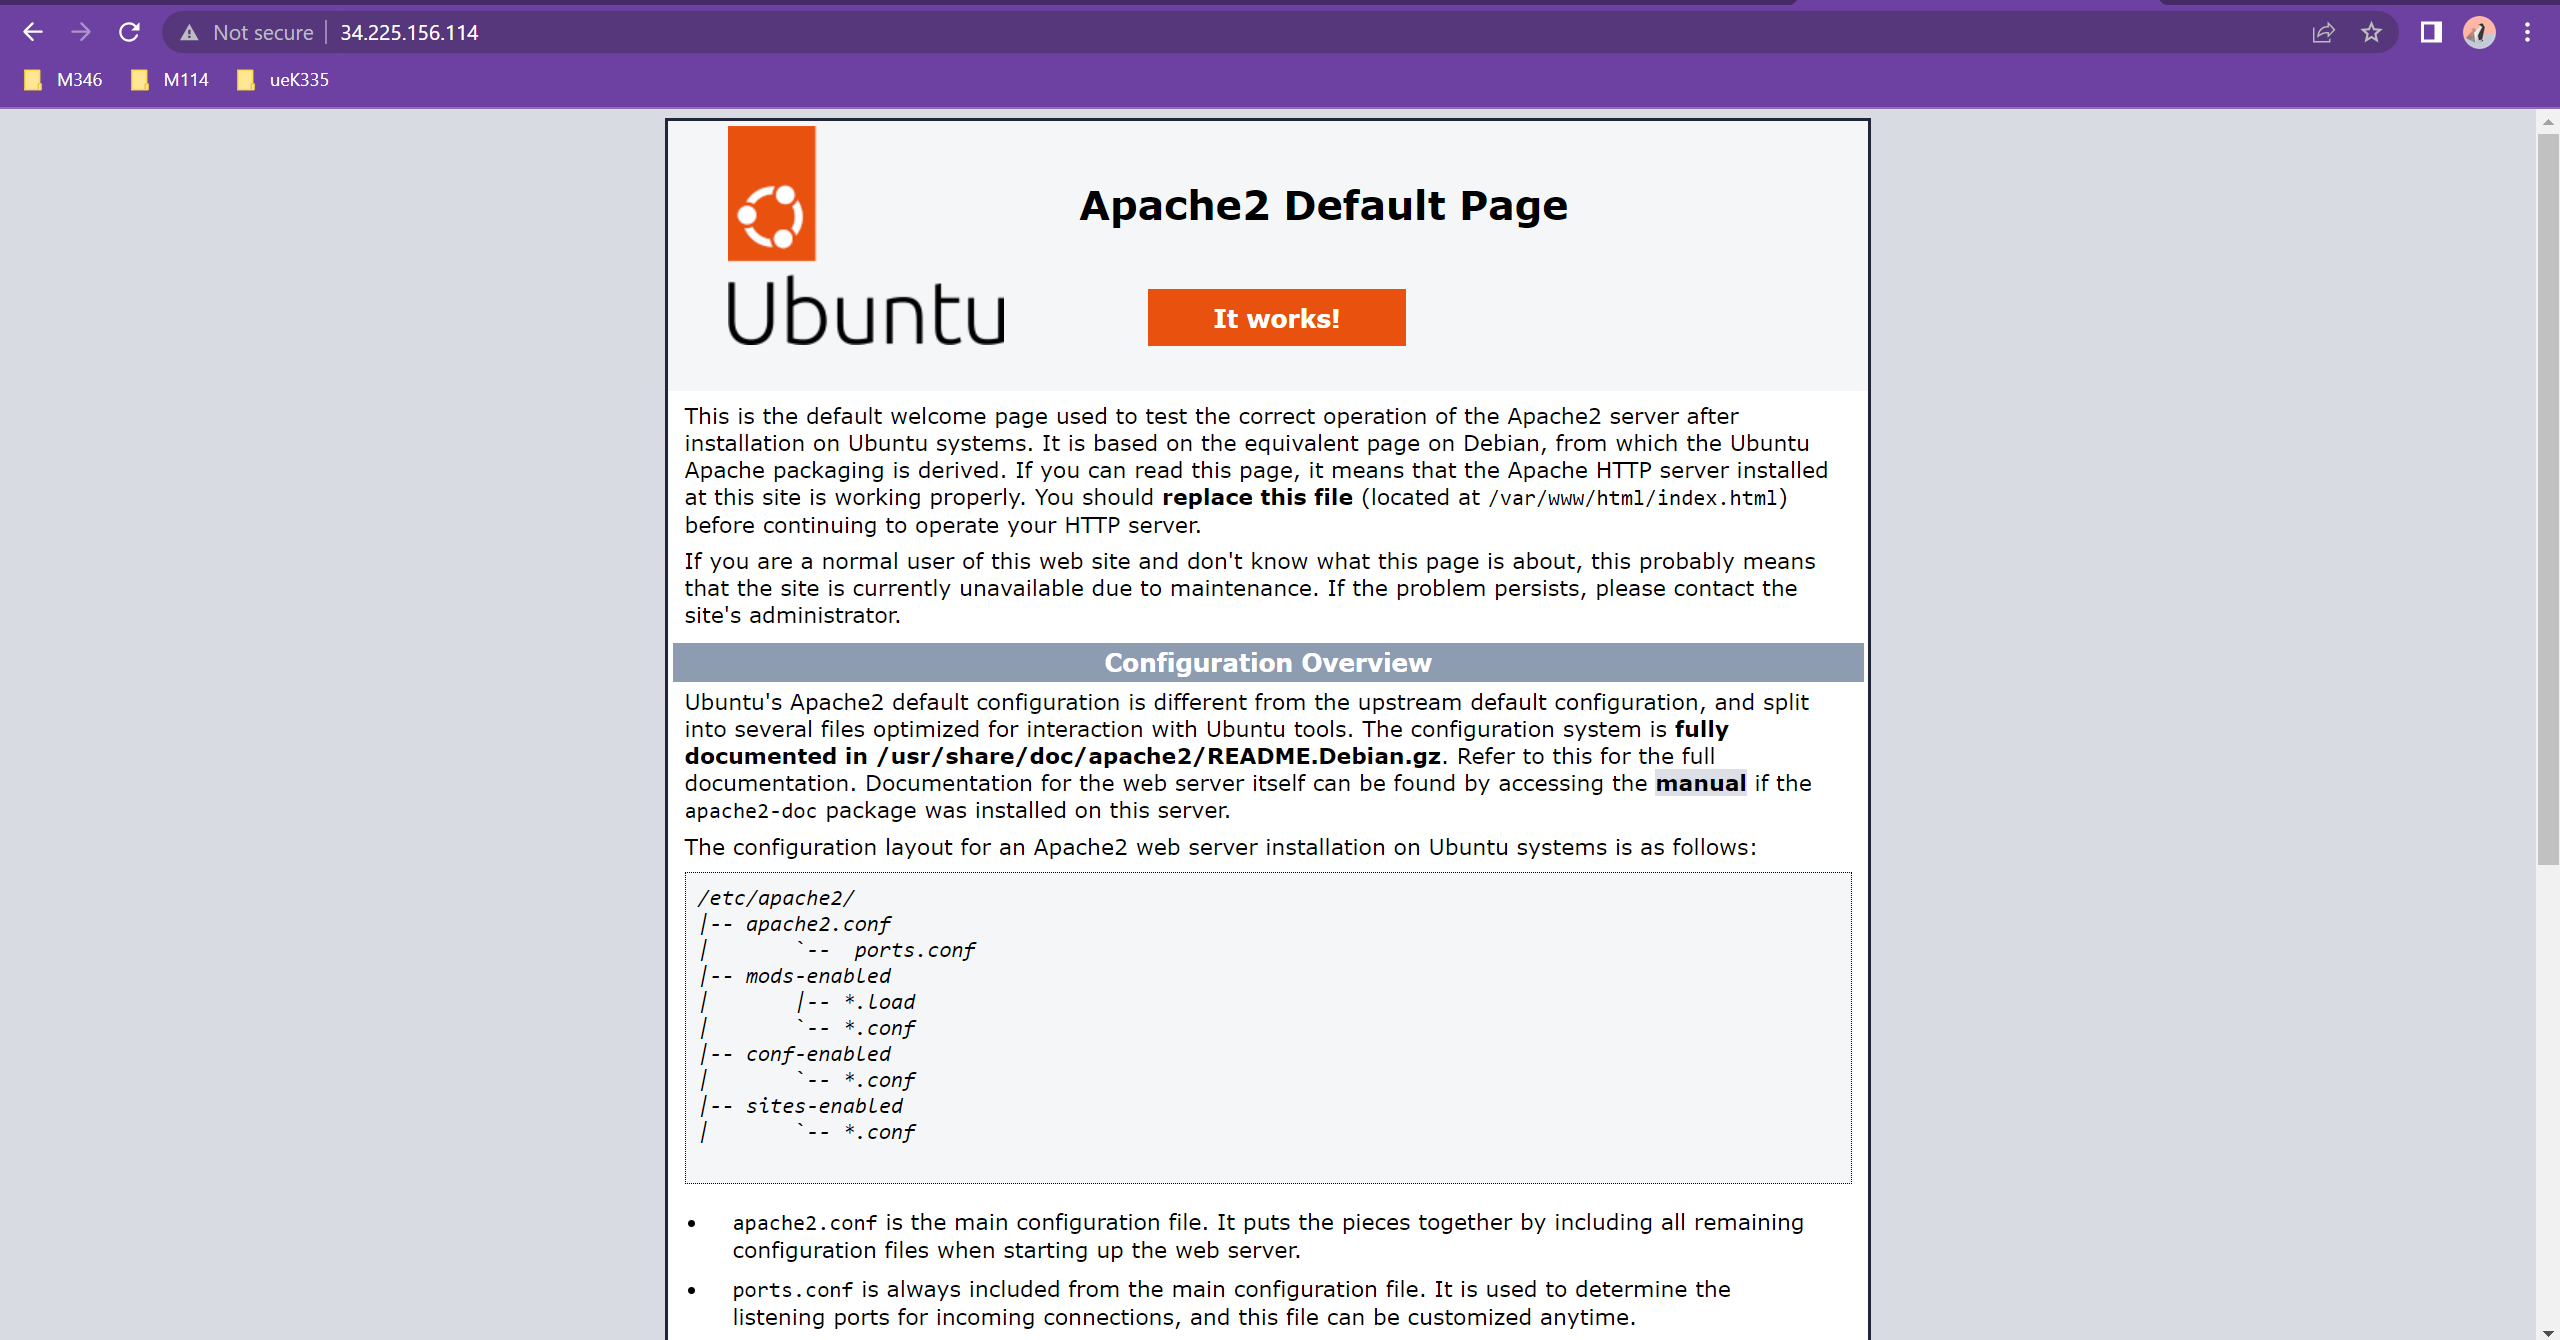 Not secure | 34.225.156.114
M346 M114 ueK335
Apache2 Default Page
Ubuntu
It works!
This is the default welcome page used to test the correct operation of the Apache2 server after
installation on Ubuntu systems. It is based on the equivalent page on Debian, from which the Ubuntu
Apache packaging is derived. If you can read this page, it means that the Apache HTTP server installed
at this site is working properly. You should replace this file (located at /var/www/html/index.html)
before continuing to operate your HTTP server.
If you are a normal user of this web site and don't know what this page is about, this probably means
that the site is currently unavailable due to maintenance. If the problem persists, please contact the
site's administrator.
Configuration Overview
Ubuntu's Apache2 default configuration is different from the upstream default configuration, and split
into several files optimized for interaction with Ubuntu tools. The configuration system is fully
documented in /usr/share/doc/apache2/README.Debian.gz. Refer to this for the full
documentation. Documentation for the web server itself can be found by accessing the manual if the
apache2-doc package was installed on this server.
The configuration layout for an Apache2 web server installation on Ubuntu systems is as follows:
/etc/apache2/
|-- apache2.conf
|       `--  ports.conf
|-- mods-enabled
|       |-- *.load
|       `-- *.conf
|-- conf-enabled
|       `-- *.conf
|-- sites-enabled
|       `-- *.conf
• apache2.conf is the main configuration file. It puts the pieces together by including all remaining
configuration files when starting up the web server.
• ports.conf is always included from the main configuration file. It is used to determine the
listening ports for incoming connections, and this file can be customized anytime.